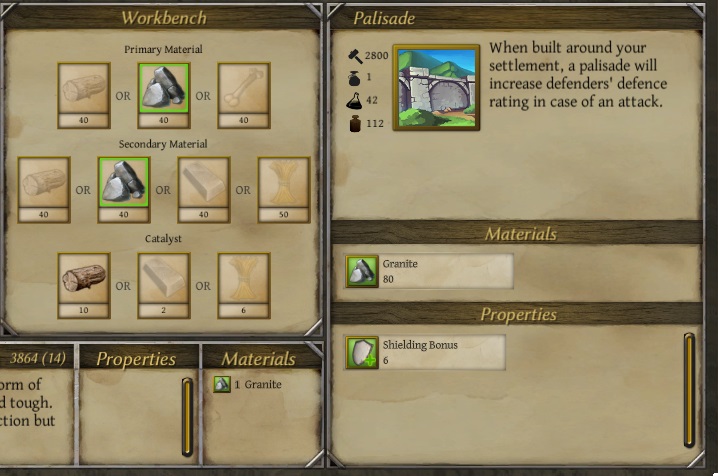 Workbench
Primary Material
40 OR 40 OR 40
Secondary Material
40 OR 40 OR 40 OR 50
Catalyst
10 OR 2 OR 6
3864 (14)
orm of
d tough.
ction but
Properties
Materials
1 Granite
Palisade
2800
1
42
112
When built around your
settlement, a palisade will
increase defenders' defence
rating in case of an attack.
Materials
Granite
80
Properties
Shielding Bonus
6